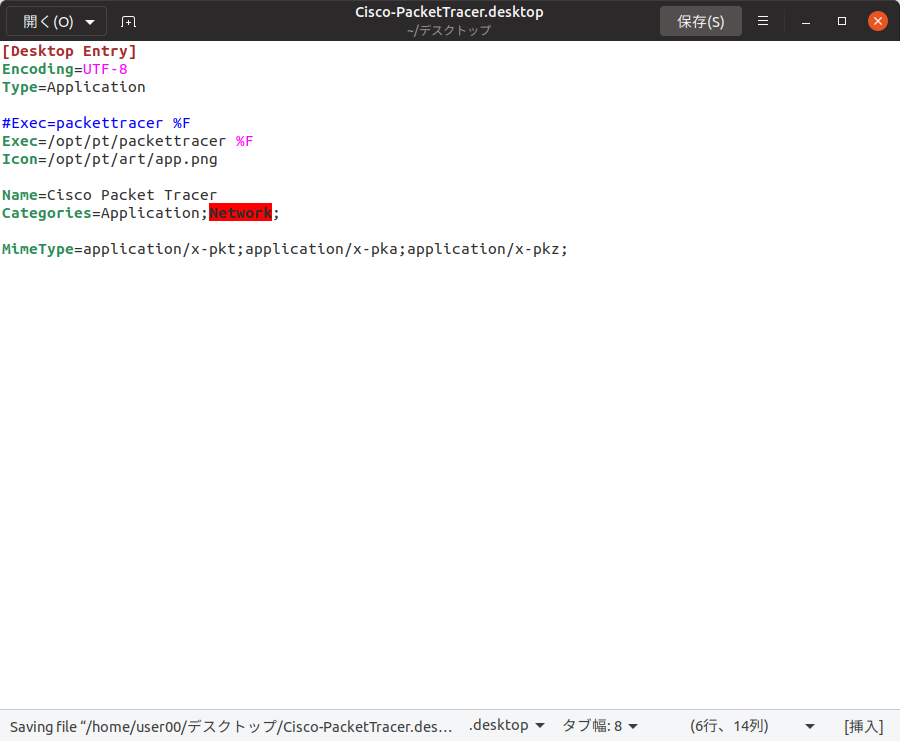 開く(O)
Cisco-PacketTracer.desktop
~/デスクトップ
保存(S)
[Desktop Entry]
Encoding=UTF-8
Type=Application
#Exec=packettracer %F
Exec=/opt/pt/packettracer %F
Icon=/opt/pt/art/app.png
Name=Cisco Packet Tracer
Categories=Application;Network;
MimeType=application/x-pkt;application/x-pka;application/x-pkz;
Saving file “/home/user00/デスクトップ/Cisco-PacketTracer.des… .desktop タブ幅: 8 (6行、14列) [挿入]